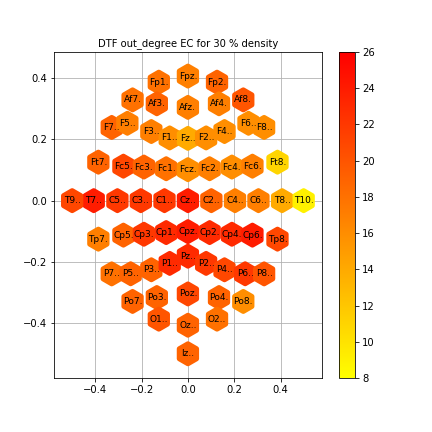 DTF out_degree EC for 30 % density
26
0.4
Fp1. Fpz Fp2.
24
Af7. Af3. Afz. Af4. Af8.
22
F7.. F5.. F3.. F1.. Fz.. F2.. F4.. F6.. F8..
0.2
20
Ft7. Fc5. Fc3. Fc1. Fcz. Fc2. Fc4. Fc6. Ft8.
18
0.0
T9.. T7.. C5.. C3.. C1.. Cz.. C2.. C4.. C6.. T8.. T10.
16
Tp7. Cp5. Cp3. Cp1. Cpz. Cp2. Cp4. Cp6. Tp8.
14
−0.2
P7.. P5.. P3.. P1.. Pz.. P2.. P4.. P6.. P8..
12
Po7. Po3. Poz. Po4. Po8.
−0.4
O1.. Oz.. O2..
10
Iz..
8
−0.4 −0.2 0.0 0.2 0.4